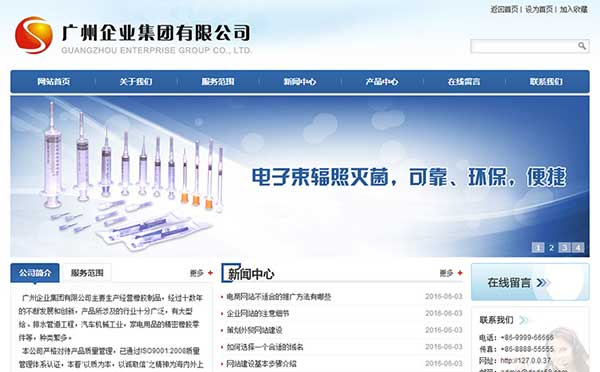 返回首页 | 设为首页 | 加入收藏
广州企业集团有限公司
GUANGZHOU ENTERPRISE GROUP CO., LTD.
网站首页 关于我们 服务范围 新闻中心 产品中心 在线留言 联系我们
电子束辐照灭菌，可靠、环保，便捷
1 2 3 4
公司简介 服务范围 更多 +
广州企业集团有限公司主要生产经营橡胶制品，经过十数年
的不懈发展和创新，产品所涉及的行业十分广泛，有大型
给、排水管道工程，汽车机械工业，家电用品的精密橡胶零
件等，种类繁多。
本公司严格对待产品质量管理，已通过ISO9001:2008质量
管理体系认证，本着“以质为本，以诚取信”之精神为海内外上
新闻中心 更多 +
电商网站不适合的推广方法有哪些 2016-06-03
企业网站的主意细节 2016-06-03
策划外贸网站建设 2016-06-03
如何选择一个合适的域名 2016-06-03
网站建设基本步骤介绍 2016-06-03
在线留言
联系我们
电话：+86-9999-66666
传真：+86-8888-55555
网址：http://127.0.0.37